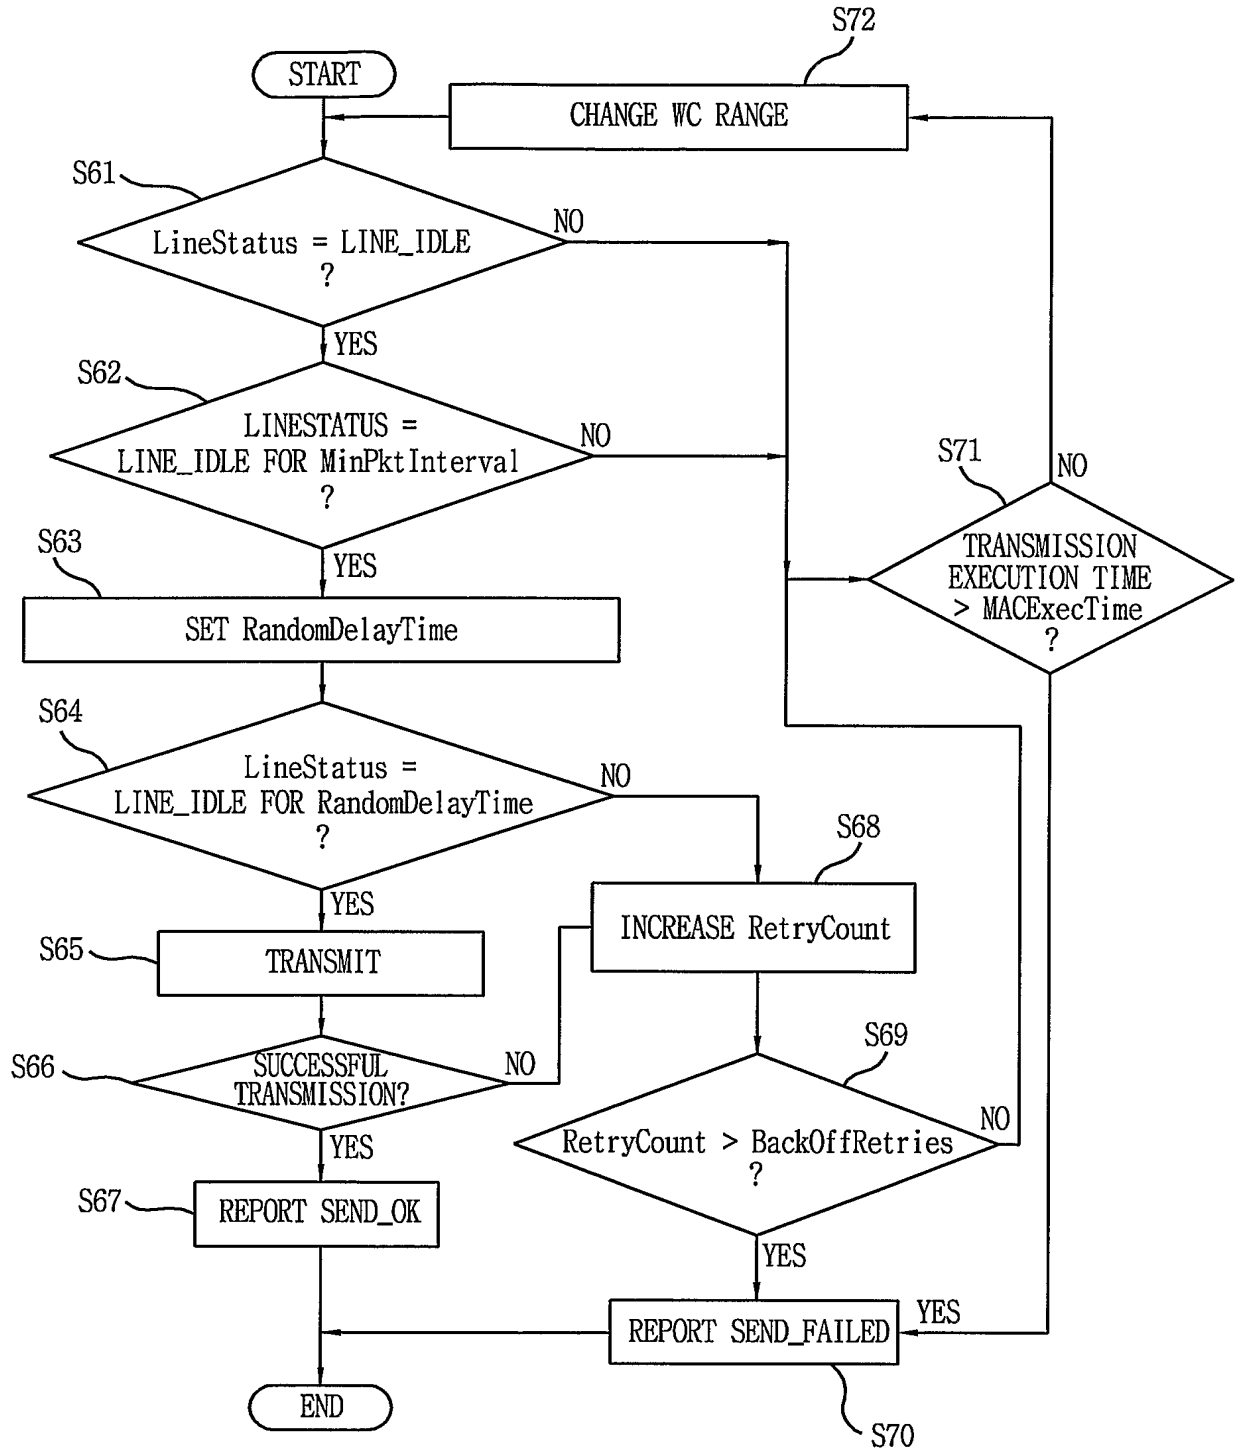 S72
START
CHANGE WC RANGE
S61
NO
LineStatus = LINE_IDLE
?
YES
S62
LINESTATUS =
LINE_IDLE FOR MinPktInterval
?
NO
S71
NO
TRANSMISSION
EXECUTION TIME
> MACExecTime
?
YES
S63
SET RandomDelayTime
S64
LineStatus =
LINE_IDLE FOR RandomDelayTime
?
NO
S68
YES
INCREASE RetryCount
S65
TRANSMIT
S66
SUCCESSFUL
TRANSMISSION?
NO
S69
RetryCount > BackOffRetries
?
NO
YES
S67
REPORT SEND_OK
YES
REPORT SEND_FAILED
YES
END
S70